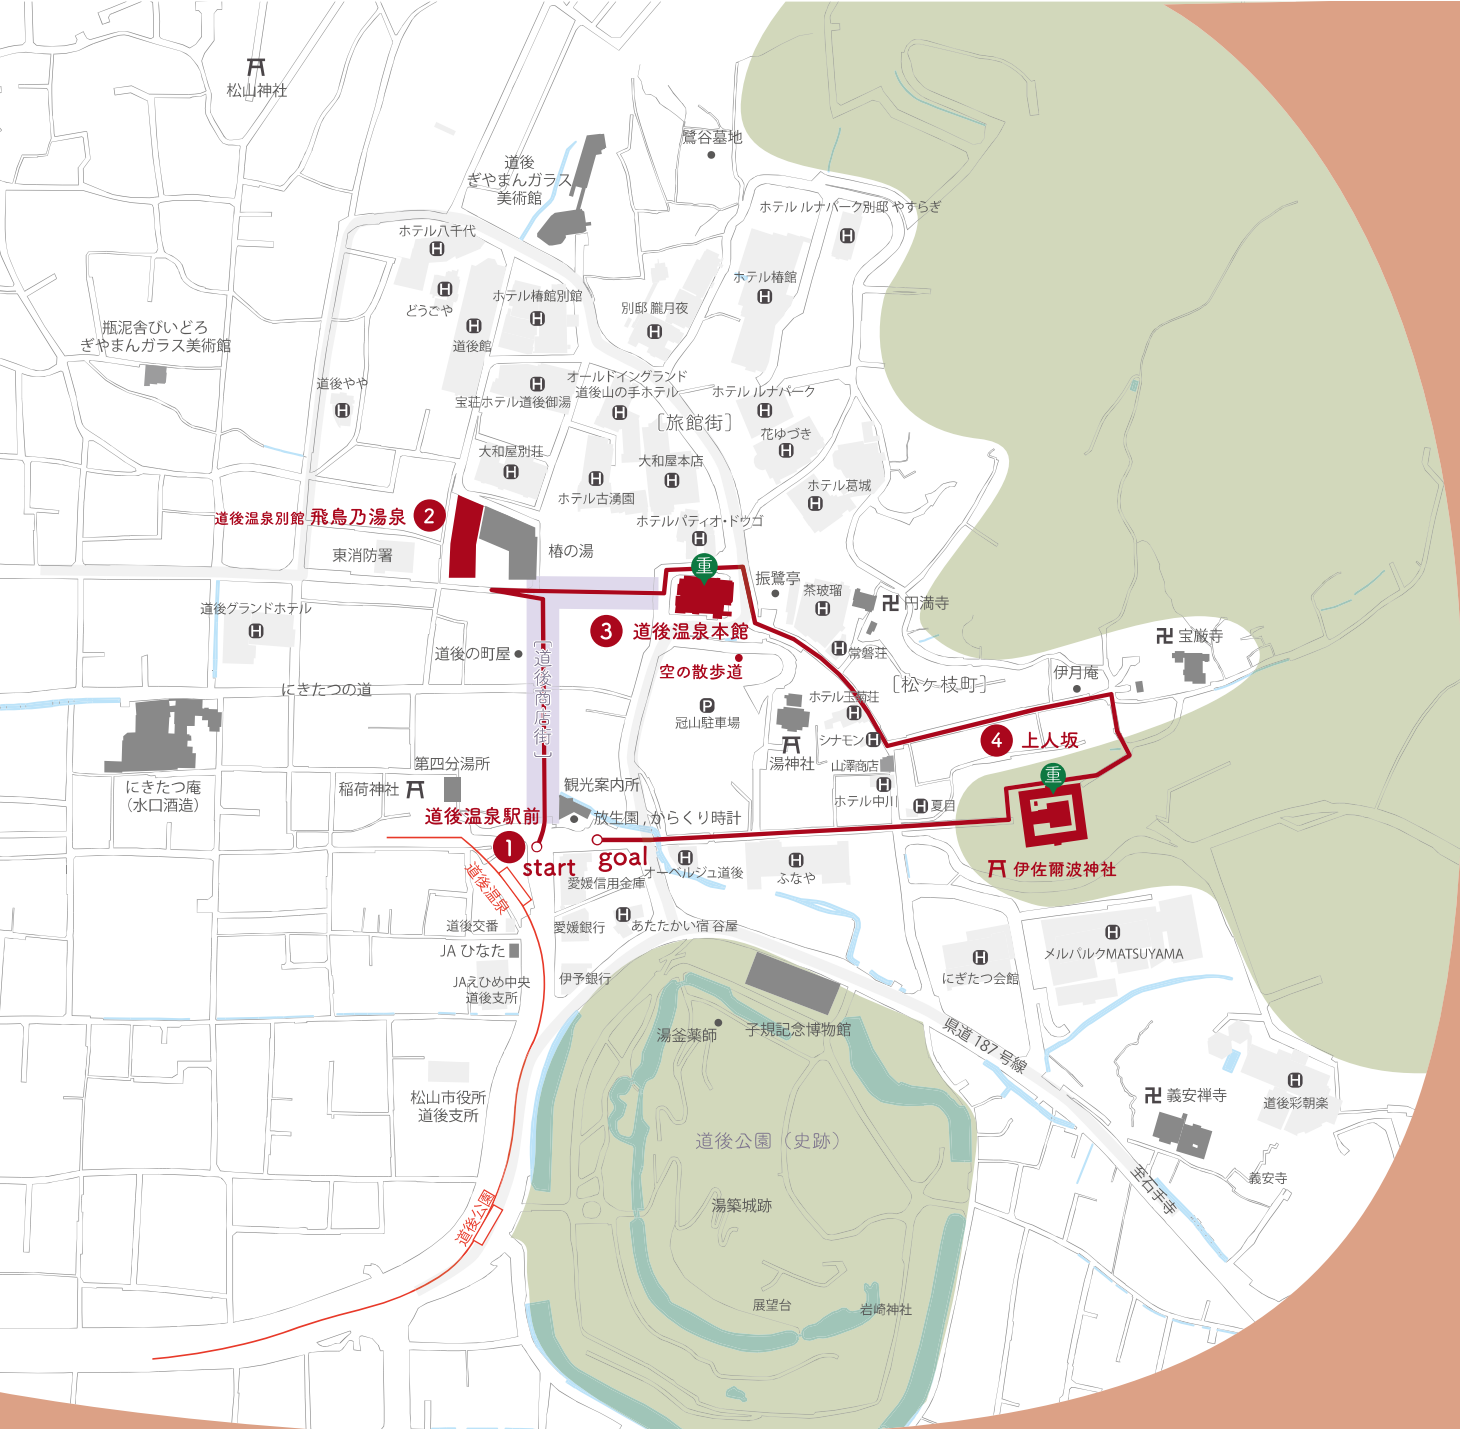 松山神社
鷺谷墓地
道後
ぎやまんガラス
美術館
ホテル ルナパーク別邸 やすらぎ
H
ホテル八千代
H
どうごや
H
ホテル椿館別館
H
道後館
H
別邸 朧月夜
H
ホテル椿館
H
瓶泥舎びいどろ
ぎやまんガラス美術館
道後やや
H
宝荘ホテル道後御湯
H
オールドイングランド
道後山の手ホテル
H
ホテル ルナパーク
H
[旅館街]
花ゆづき
H
大和屋別荘
H
大和屋本店
H
ホテル古湧園
H
ホテル葛城
H
道後温泉別館 飛鳥乃湯泉
2
ホテルパティオ・ドウゴ
H
東消防署
椿の湯
重
振鷺亭
茶玻瑠
H
円満寺
道後グランドホテル
H
3
道後温泉本館
宝厳寺
道後の町屋
[道後商店街]
空の散歩道
常磐荘
H
伊月庵
[松ケ枝町]
にきたつの道
ホテル玉菊荘
H
P
冠山駐車場
シナモン
H
4
上人坂
湯神社
山澤商店
第四分湯所
稲荷神社
観光案内所
ホテル中川
H
重
にきたつ庵
(水口酒造)
夏目
H
道後温泉駅前
放生園,からくり時計
1
start
goal
道後温泉
愛媛信用金庫
オーベルジュ道後
H
ふなや
H
伊佐爾波神社
道後交番
愛媛銀行
H
あたたかい宿 谷屋
JA ひなた
H
メルパルクMATSUYAMA
H
にぎたつ会館
JAえひめ中央
道後支所
伊予銀行
湯釜薬師
子規記念博物館
県道 187 号線
松山市役所
道後支所
義安禅寺
H
道後彩朝楽
道後公園(史跡)
至石手寺
義安寺
道後公園
湯築城跡
展望台
岩崎神社